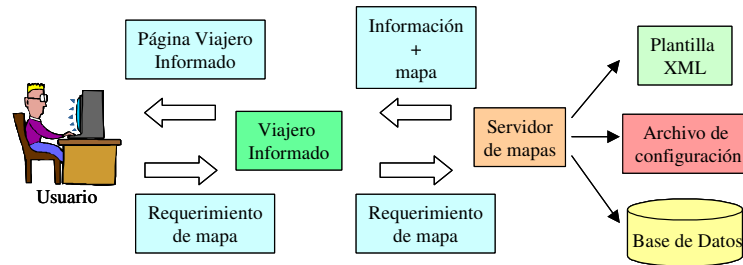 Página Viajero
Informado
Información
+
mapa
Plantilla
XML
Viajero
Informado
Servidor
de mapas
Archivo de
configuración
Usuario
Requerimiento
de mapa
Requerimiento
de mapa
Base de Datos